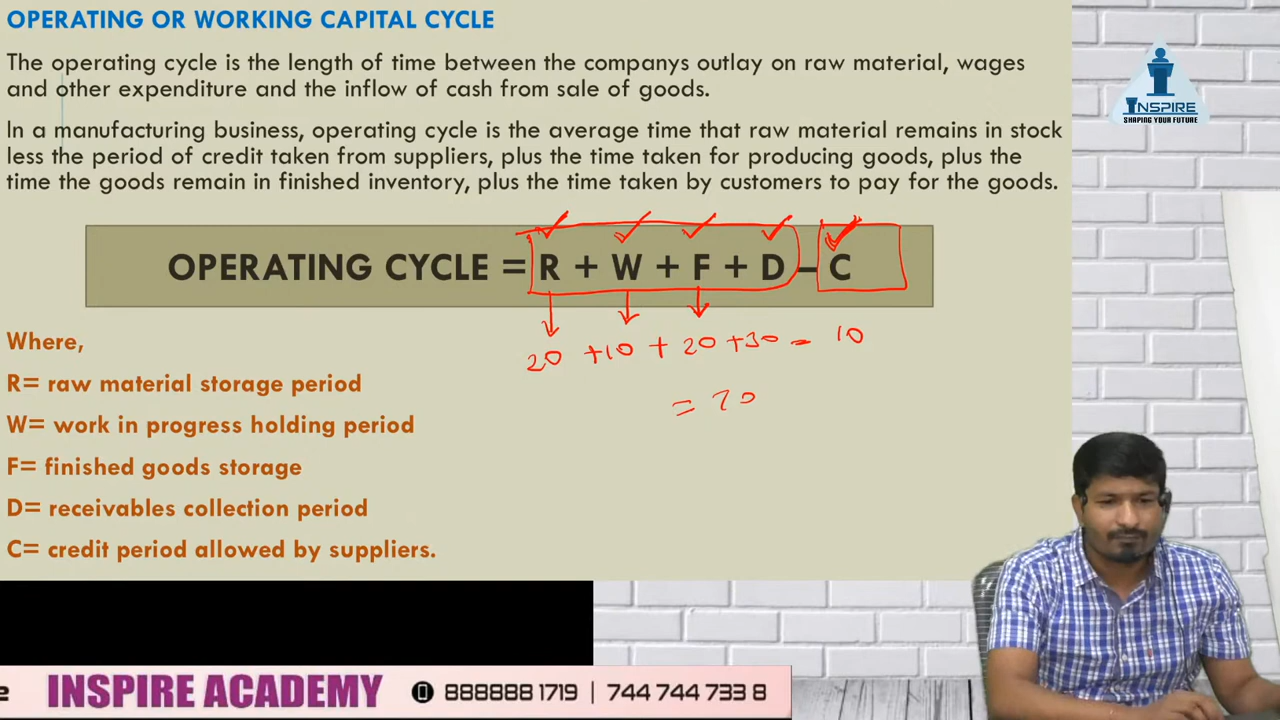 OPERATING OR WORKING CAPITAL CYCLE
The operating cycle is the length of time between the companys outlay on raw material, wages
and other expenditure and the inflow of cash from sale of goods.
In a manufacturing business, operating cycle is the average time that raw material remains in stock
less the period of credit taken from suppliers, plus the time taken for producing goods, plus the
time the goods remain in finished inventory, plus the time taken by customers to pay for the goods.
INSPIRE
SHAPING YOUR FUTURE
OPERATING CYCLE = R + W + F + D – C
20 +10 + 20 +30 = 10
= 70
Where,
R= raw material storage period
W= work in progress holding period
F= finished goods storage
D= receivables collection period
C= credit period allowed by suppliers.
e INSPIRE ACADEMY 888888 1719 | 744 744 733 8